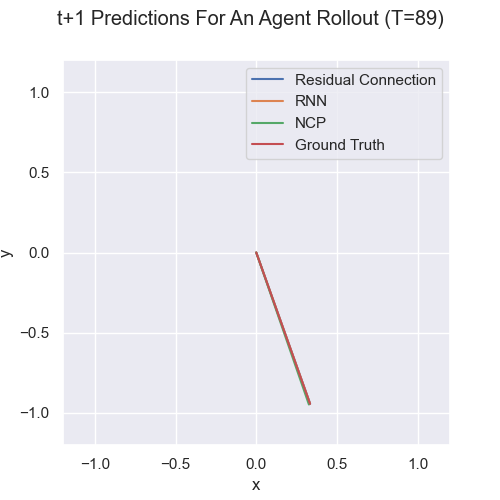 t+1 Predictions For An Agent Rollout (T=89)
Residual Connection
RNN
NCP
Ground Truth
1.0
0.5
0.0
−0.5
−1.0
y
−1.0 −0.5 0.0 0.5 1.0
x